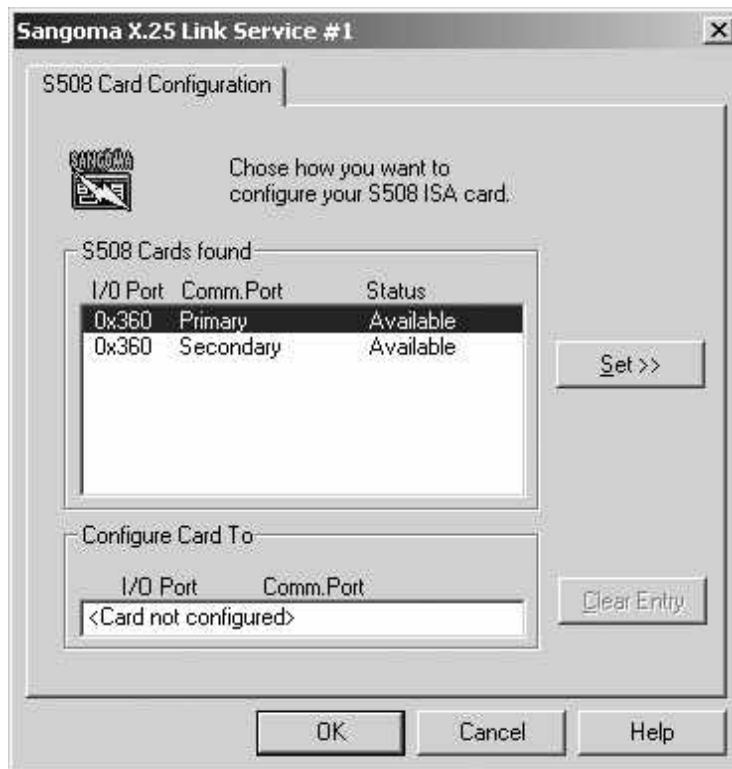 Sangoma X.25 Link Service #1
S508 Card Configuration
SANGOMA
Chose how you want to
configure your S508 ISA card.
S508 Cards found
I/O Port Comm.Port Status
0x360 Primary Available
0x360 Secondary Available
Set >>
Configure Card To
I/O Port Comm.Port
<Card not configured>
Clear Entry
OK Cancel Help